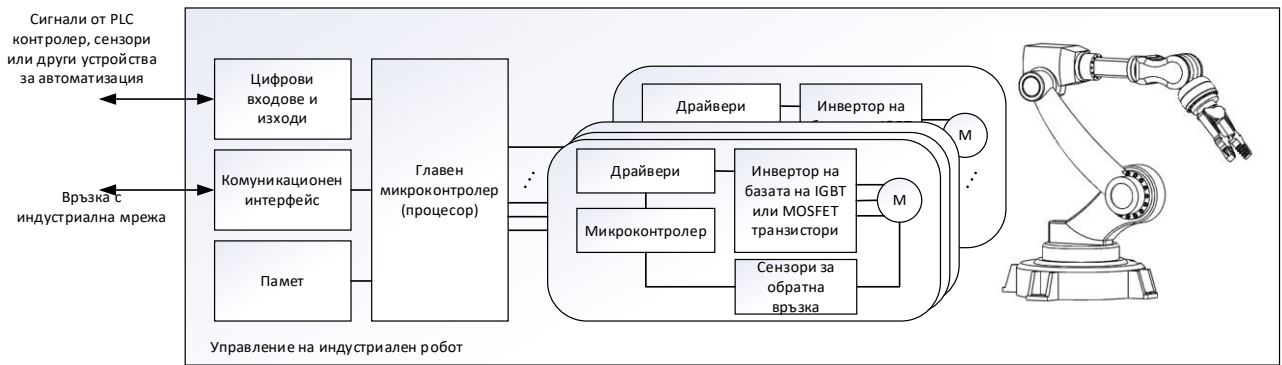 Сигнали от PLC
контролер, сензори
или други устройства
за автоматизация
Връзка с
индустриална мрежа
Цифрови
входове и
изходи
Комуникационен
интерфейс
Памет
Главен
микроконтролер
(процесор)
Драйвери
Инвертор на
M
Драйвери
Микроконтролер
Инвертор на
базата на IGBT
или MOSFET
транзистори
M
Сензори за
обратна
връзка
Управление на индустриален робот